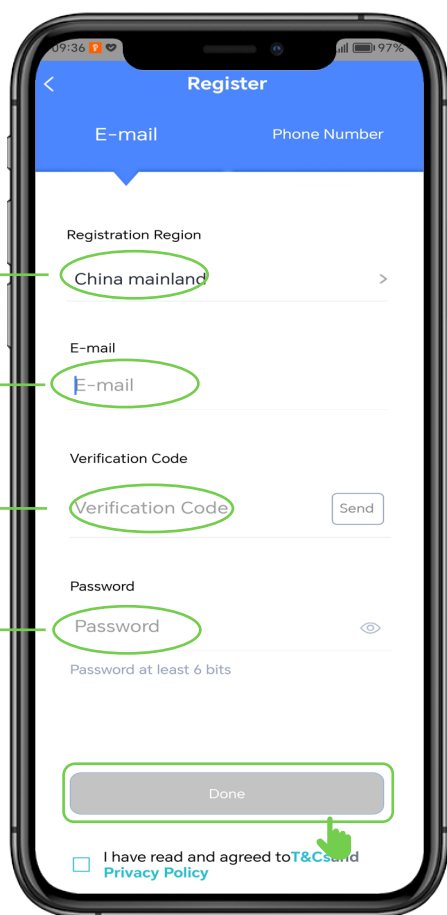 09:36 97%
Register
E-mail Phone Number
Registration Region
China mainland
E-mail
E-mail
Verification Code
Verification Code Send
Password
Password
Password at least 6 bits
Done
I have read and agreed toT&Csand
Privacy Policy